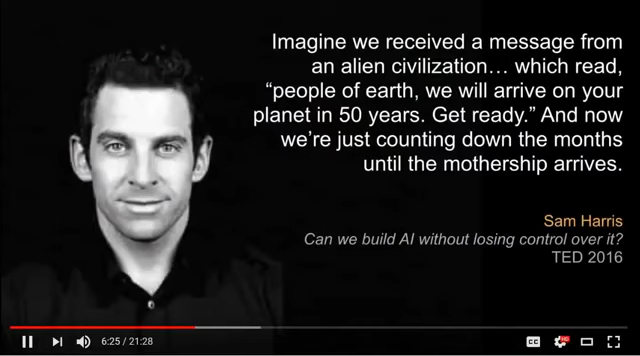 Imagine we received a message from
an alien civilization… which read,
“people of earth, we will arrive on your
planet in 50 years. Get ready.” And now
we’re just counting down the months
until the mothership arrives.
Sam Harris
Can we build AI without losing control over it?
TED 2016
6:25 / 21:28
CC
HD